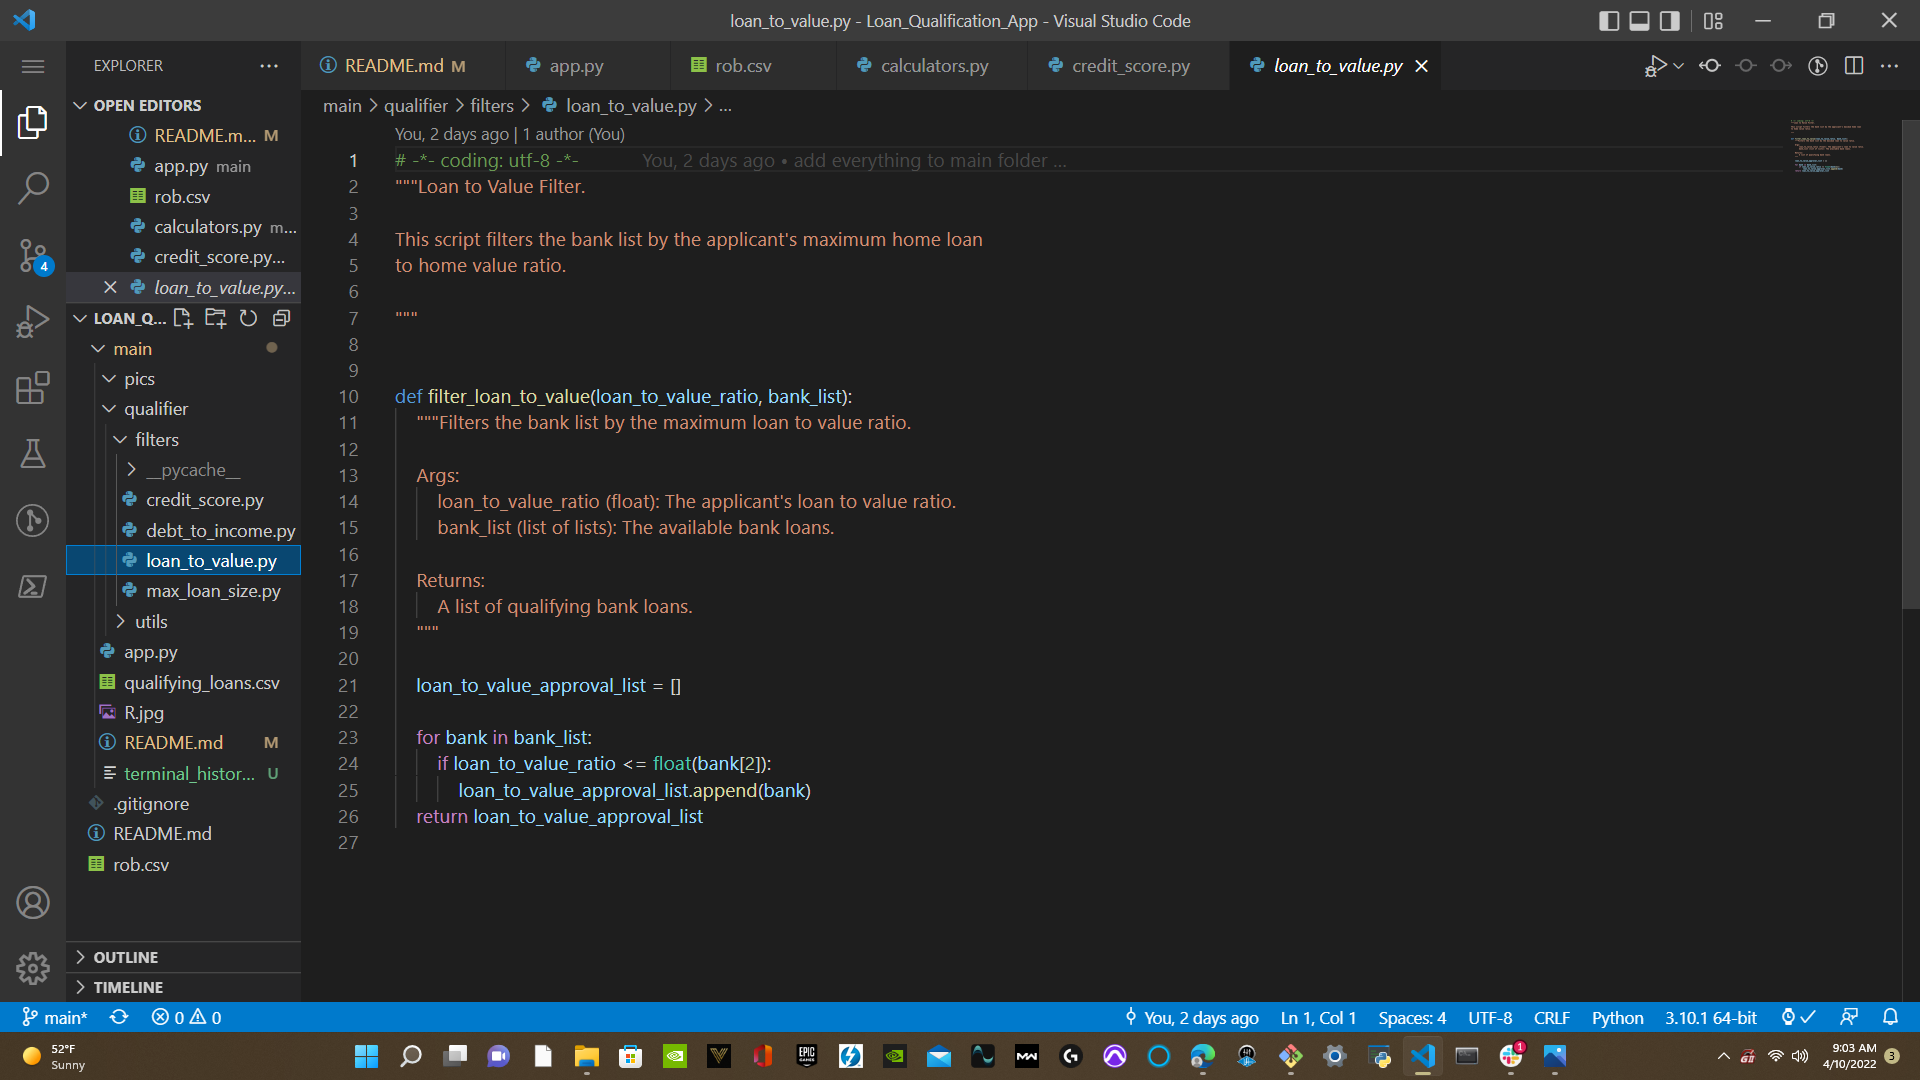 loan_to_value.py - Loan_Qualification_App - Visual Studio Code
EXPLORER
README.md M
app.py
rob.csv
calculators.py
credit_score.py
loan_to_value.py
OPEN EDITORS
README.m... M
app.py main
rob.csv
calculators.py m...
credit_score.py...
loan_to_value.py...
LOAN_Q...
main
pics
qualifier
filters
__pycache__
credit_score.py
debt_to_income.py
loan_to_value.py
max_loan_size.py
utils
app.py
qualifying_loans.csv
R.jpg
README.md M
terminal_histor... U
.gitignore
README.md
rob.csv
OUTLINE
TIMELINE
4
main > qualifier > filters > loan_to_value.py > ...
You, 2 days ago | 1 author (You)
1 # -*- coding: utf-8 -*- You, 2 days ago • add everything to main folder ...
2 """Loan to Value Filter.
3
4 This script filters the bank list by the applicant's maximum home loan
5 to home value ratio.
6
7 """
8
9
10 def filter_loan_to_value(loan_to_value_ratio, bank_list):
11 """Filters the bank list by the maximum loan to value ratio.
12
13 Args:
14 loan_to_value_ratio (float): The applicant's loan to value ratio.
15 bank_list (list of lists): The available bank loans.
16
17 Returns:
18 A list of qualifying bank loans.
19 """
20
21 loan_to_value_approval_list = []
22
23 for bank in bank_list:
24 if loan_to_value_ratio <= float(bank[2]):
25 loan_to_value_approval_list.append(bank)
26 return loan_to_value_approval_list
27
main* 0 0 You, 2 days ago Ln 1, Col 1 Spaces: 4 UTF-8 CRLF Python 3.10.1 64-bit
52°F
Sunny
EPIC GAMES
MW
1
9:03 AM
4/10/2022
3